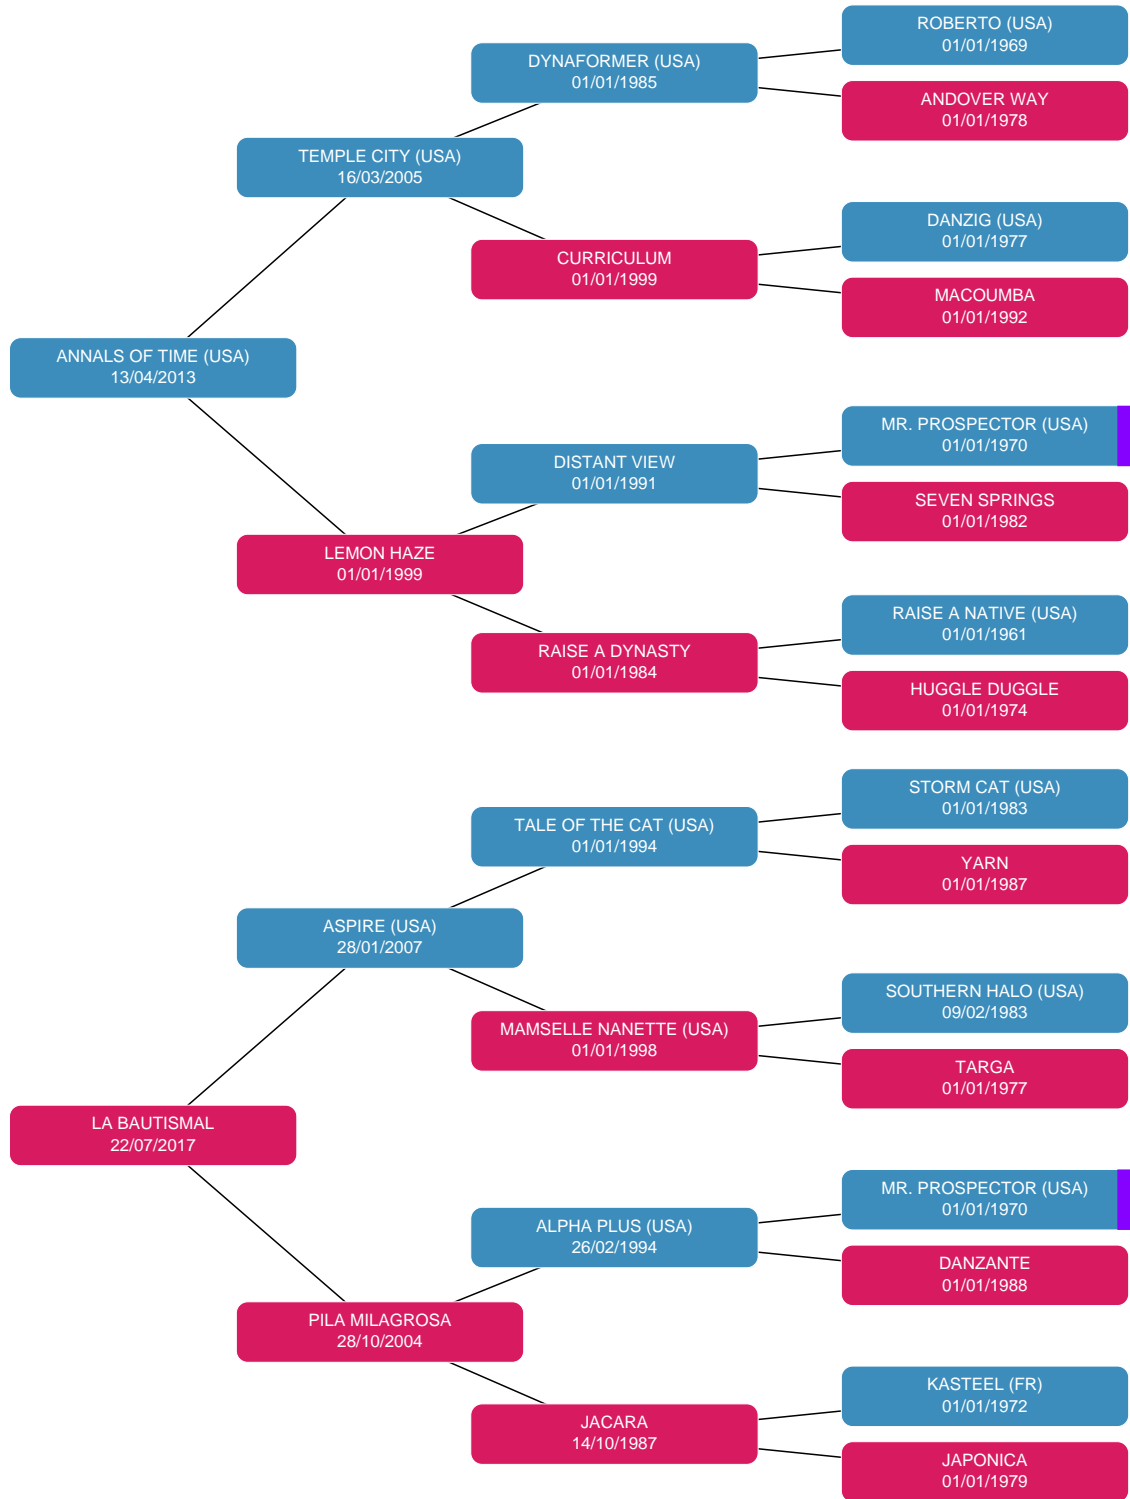 ROBERTO (USA)
01/01/1969
DYNAFORMER (USA)
01/01/1985
ANDOVER WAY
01/01/1978
TEMPLE CITY (USA)
16/03/2005
DANZIG (USA)
01/01/1977
CURRICULUM
01/01/1999
MACOUMBA
01/01/1992
ANNALS OF TIME (USA)
13/04/2013
MR. PROSPECTOR (USA)
01/01/1970
DISTANT VIEW
01/01/1991
SEVEN SPRINGS
01/01/1982
LEMON HAZE
01/01/1999
RAISE A NATIVE (USA)
01/01/1961
RAISE A DYNASTY
01/01/1984
HUGGLE DUGGLE
01/01/1974
STORM CAT (USA)
01/01/1983
TALE OF THE CAT (USA)
01/01/1994
YARN
01/01/1987
ASPIRE (USA)
28/01/2007
SOUTHERN HALO (USA)
09/02/1983
MAMSELLE NANETTE (USA)
01/01/1998
TARGA
01/01/1977
LA BAUTISMAL
22/07/2017
MR. PROSPECTOR (USA)
01/01/1970
ALPHA PLUS (USA)
26/02/1994
DANZANTE
01/01/1988
PILA MILAGROSA
28/10/2004
KASTEEL (FR)
01/01/1972
JACARA
14/10/1987
JAPONICA
01/01/1979